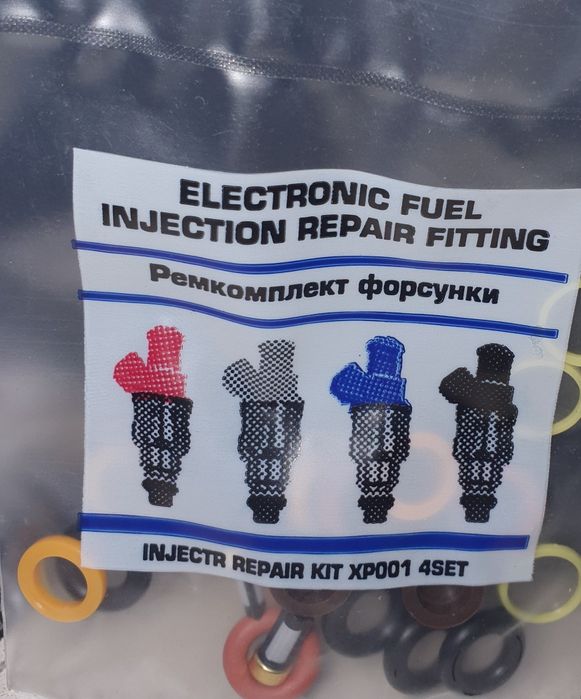 ELECTRONIC FUEL
INJECTION REPAIR FITTING
Ремкомплект форсунки
INJECTR REPAIR KIT XP001 4SET